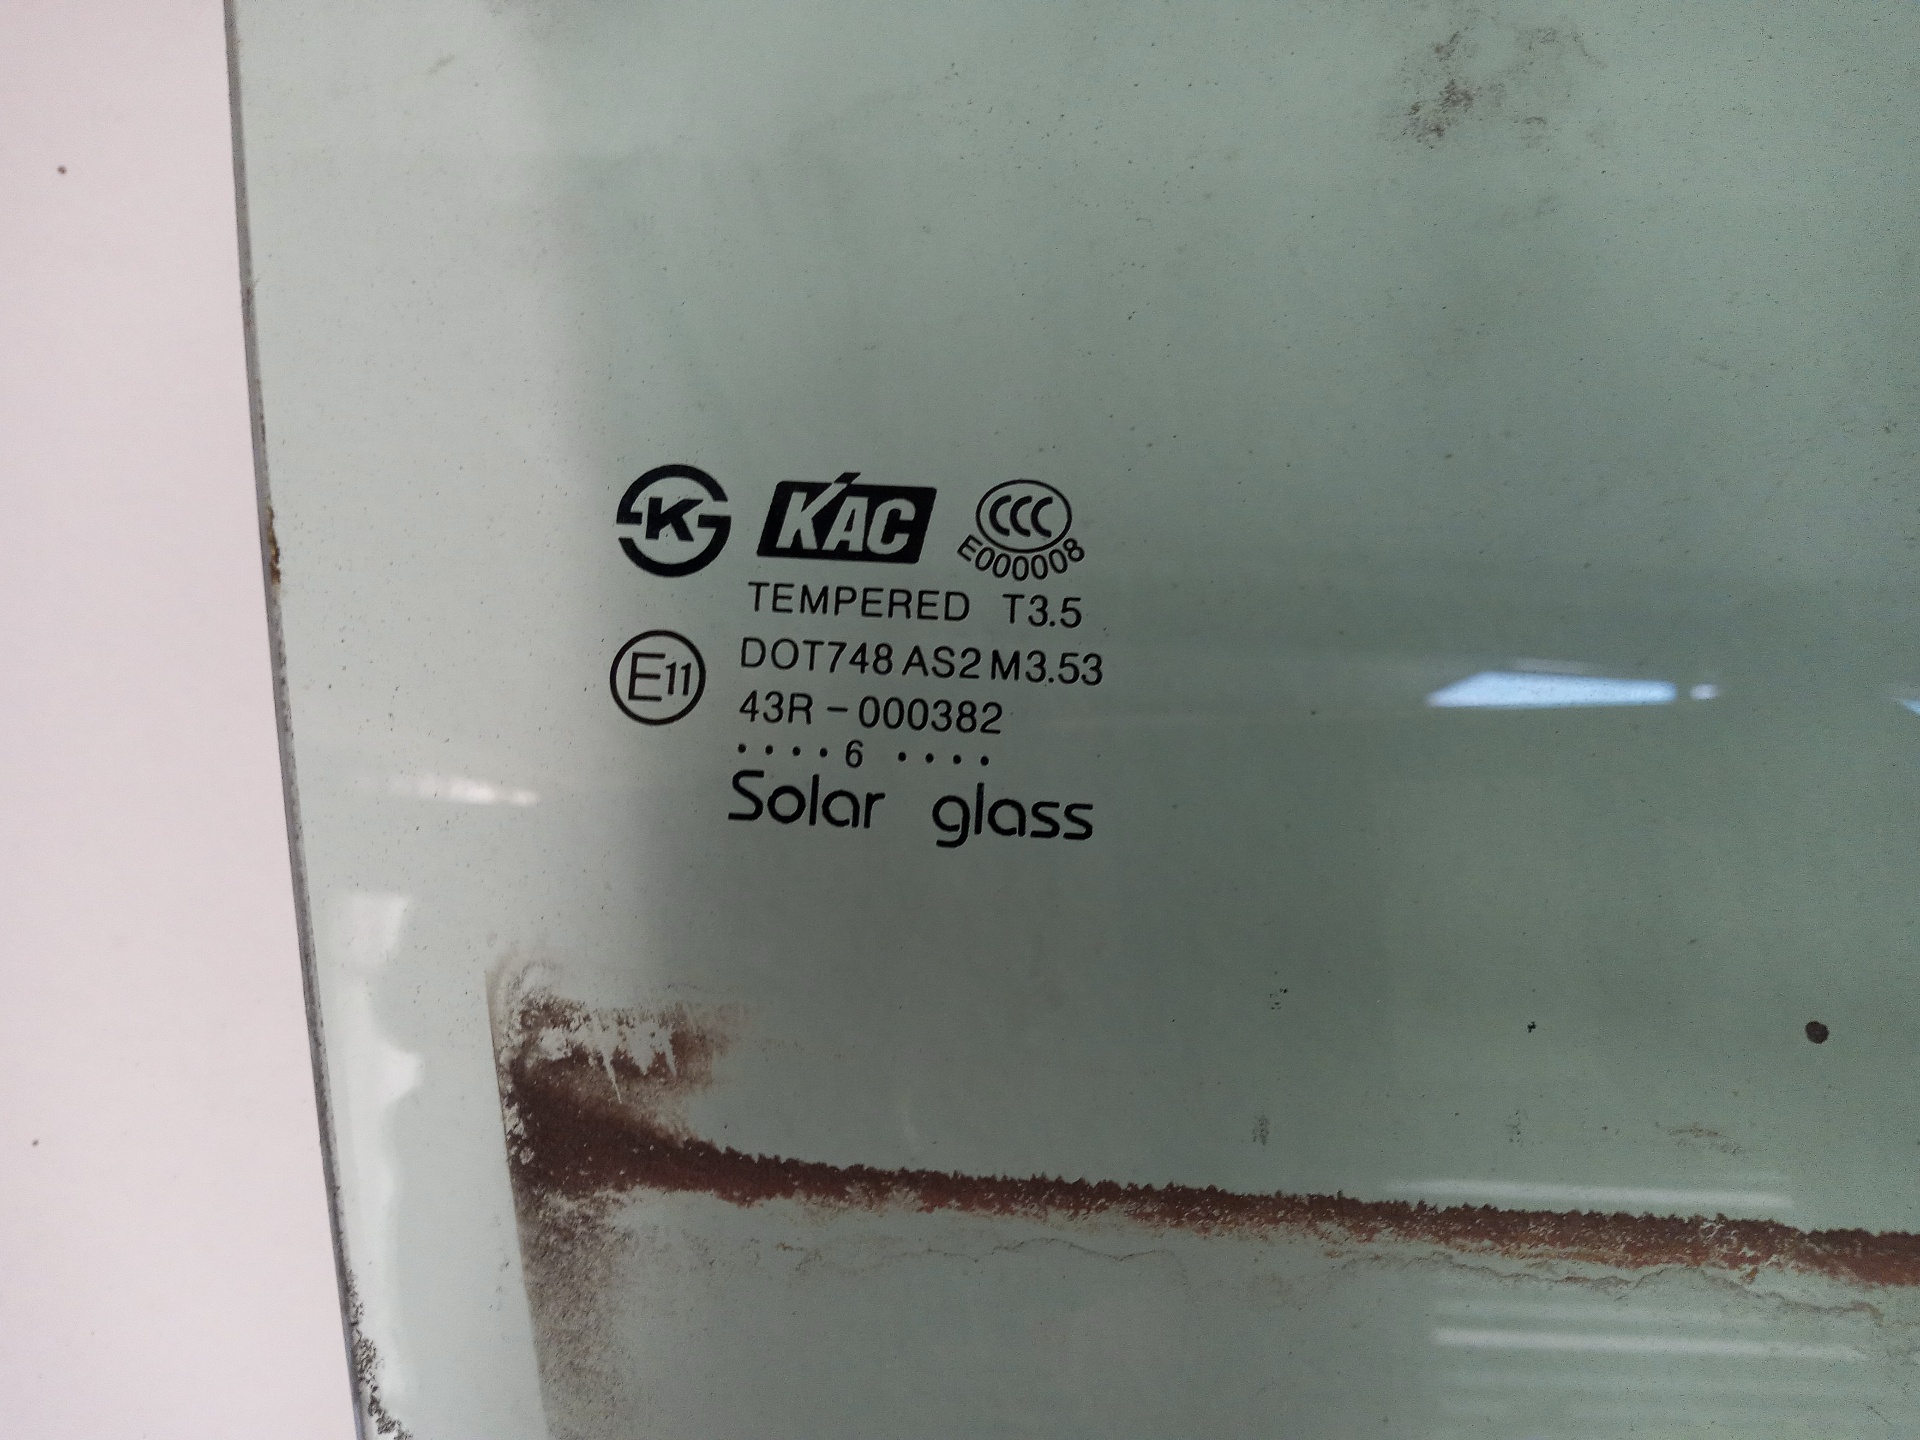 K KAC CCC
E000008
TEMPERED T3.5
E11 DOT748 AS2 M3.53
43R-000382
....6 ....
Solar glass